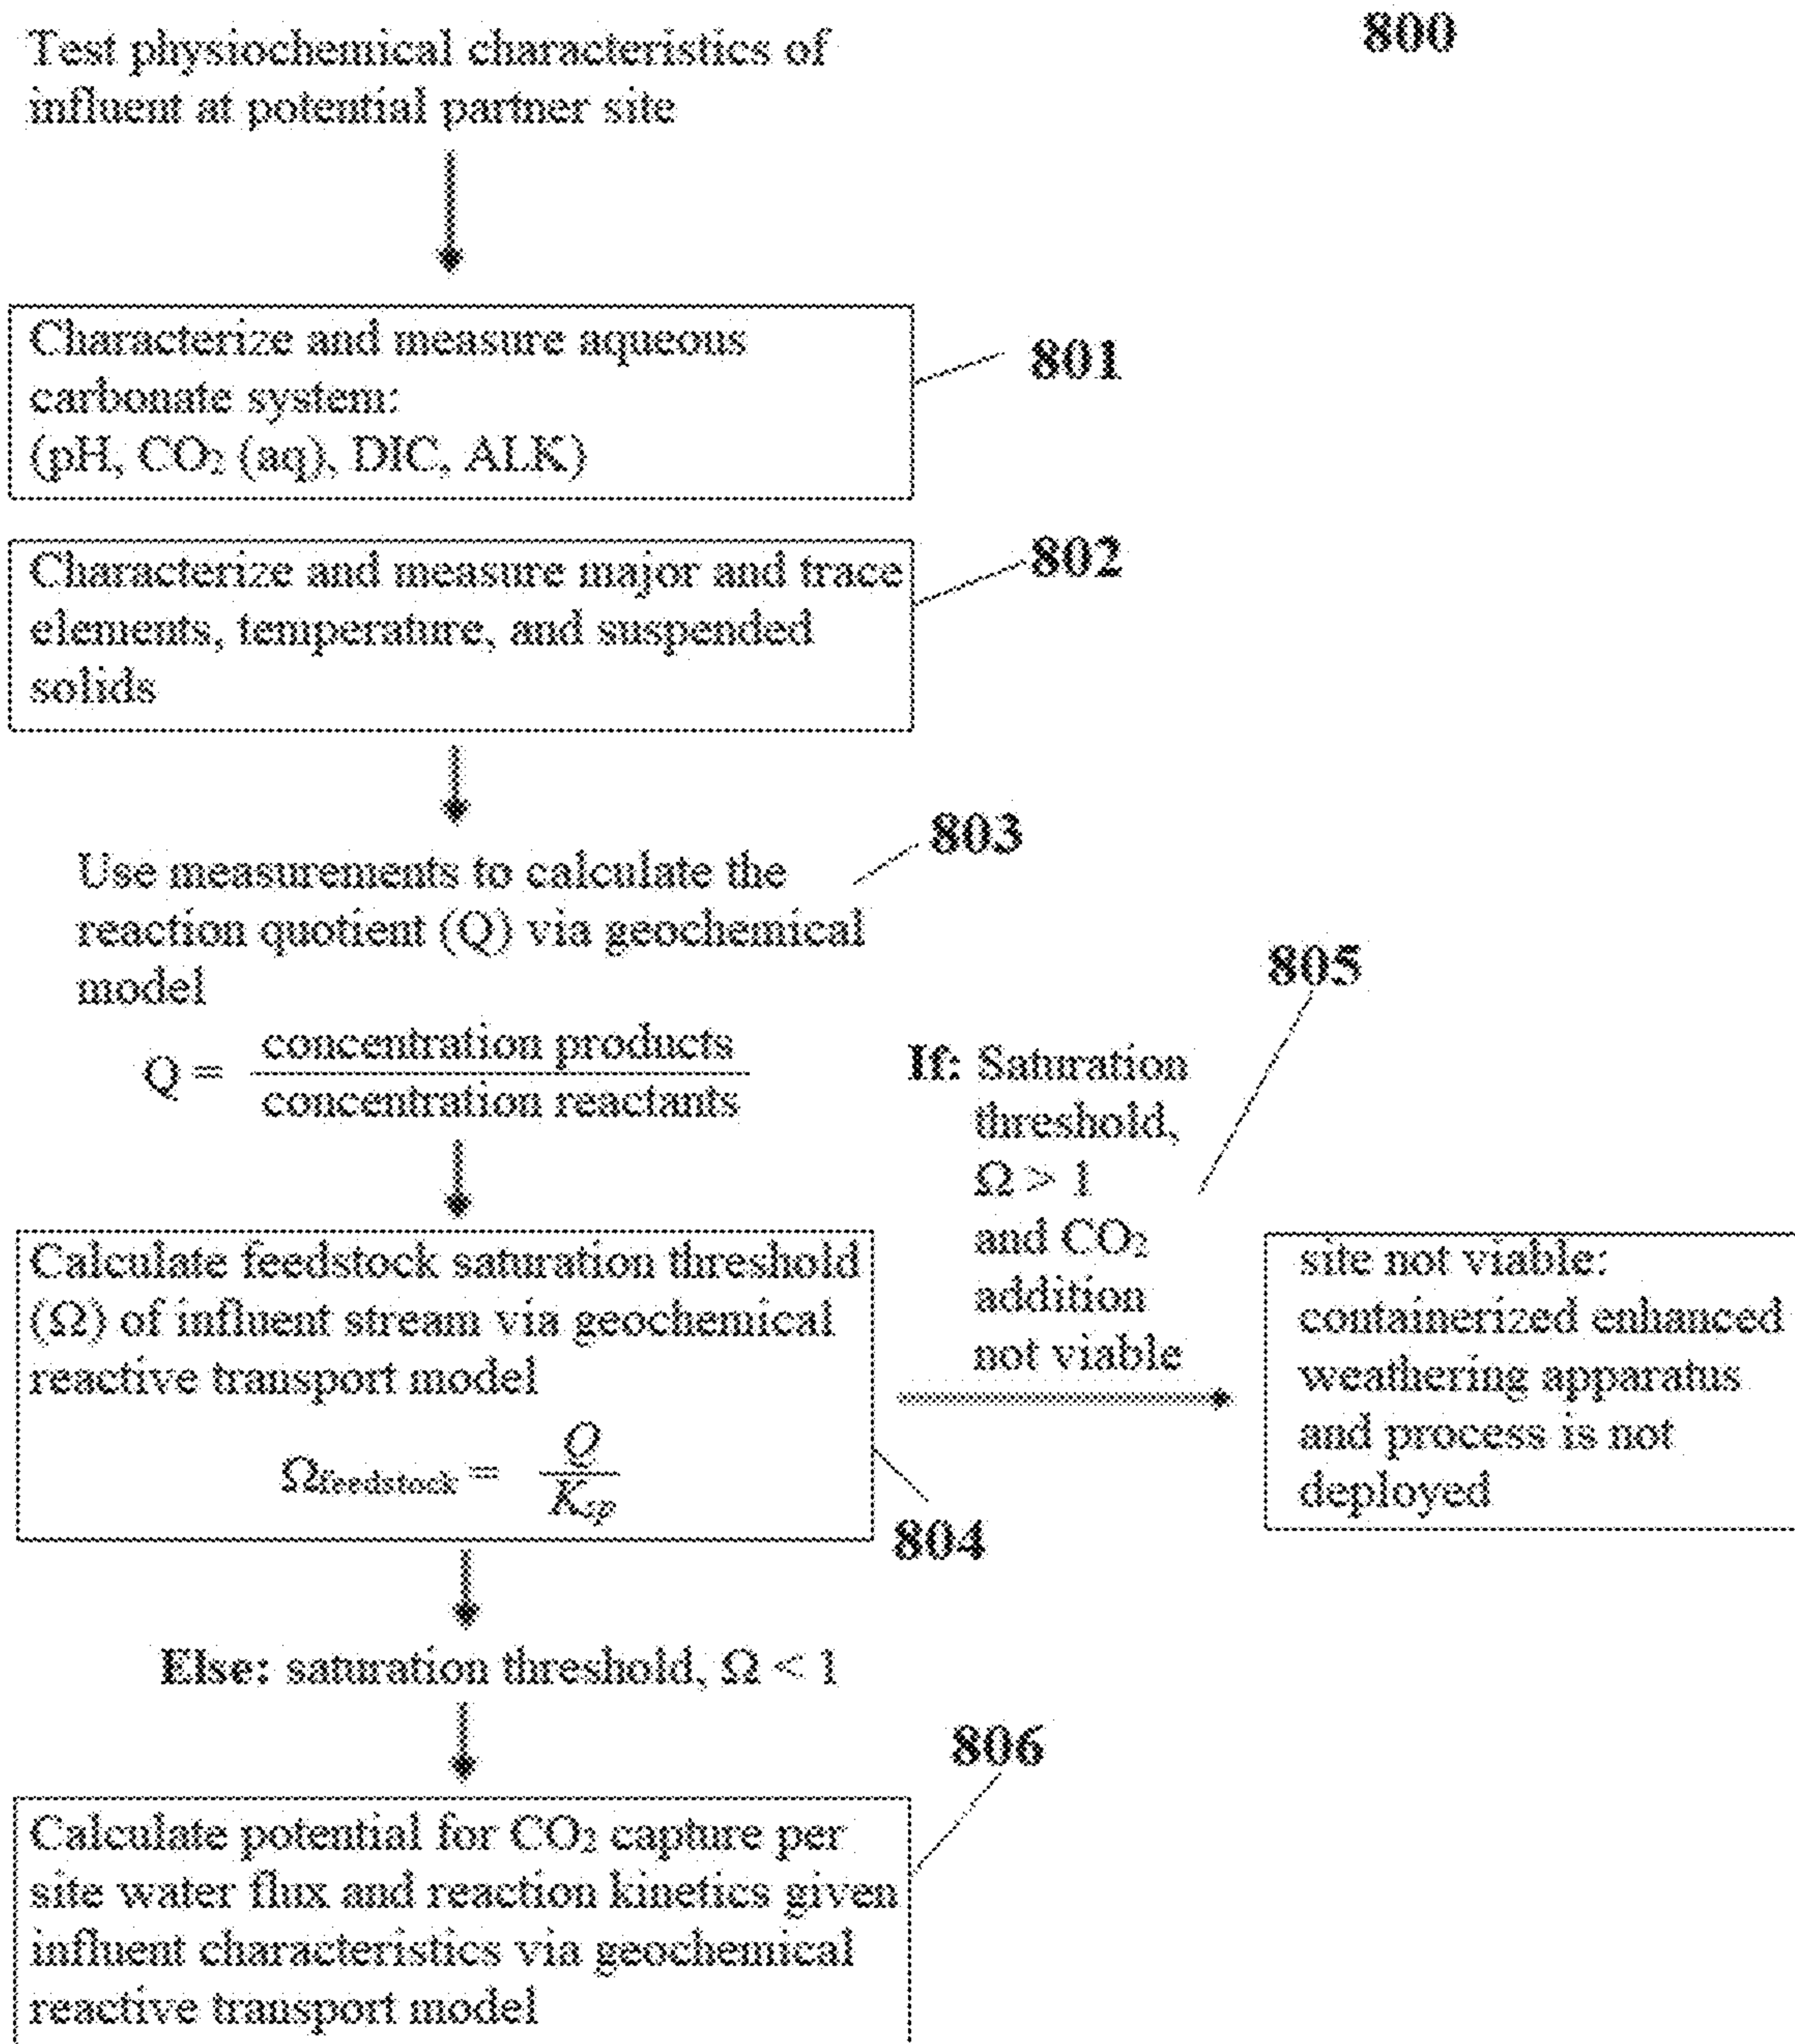 800
Test physiochemical characteristics of
influent at potential partner site
Characterize and measure aqueous
carbonate system:
(pH, CO₂ (aq), DIC, ALK)
801
Characterize and measure major and trace
elements, temperature, and suspended
solids
802
803
Use measurements to calculate the
reaction quotient (Q) via geochemical
model
Q = concentration products
concentration reactants
Calculate feedstock saturation threshold
(Ω) of influent stream via geochemical
reactive transport model
Ωfeedstock = Q
Ksp
804
805
If: Saturation
threshold,
Ω > 1
and CO₂
addition
not viable
site not viable:
containerized enhanced
weathering apparatus
and process is not
deployed
Else: saturation threshold, Ω < 1
806
Calculate potential for CO₂ capture per
site water flux and reaction kinetics given
influent characteristics via geochemical
reactive transport model